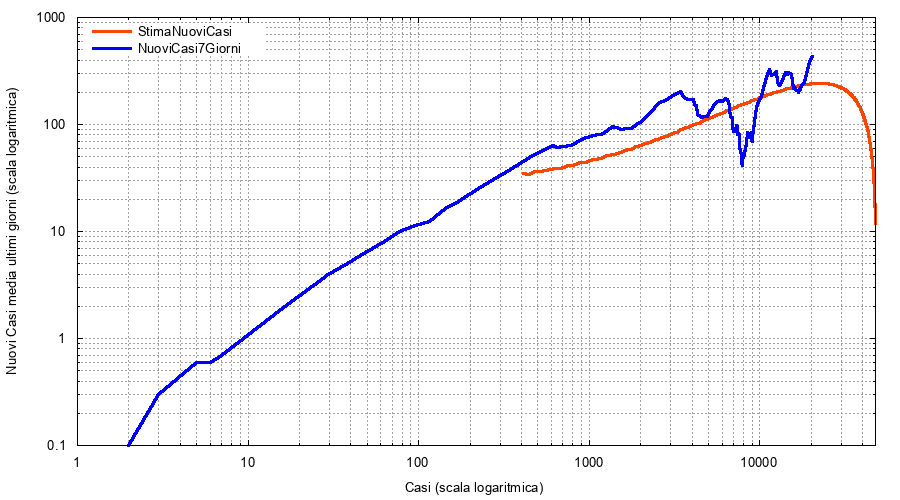 1000
StimaNuoviCasi
NuoviCasi7Giorni
100
10
1
0.1
1 10 100 1000 10000
Nuovi Casi media ultimi giorni (scala logaritmica)
Casi (scala logaritmica)